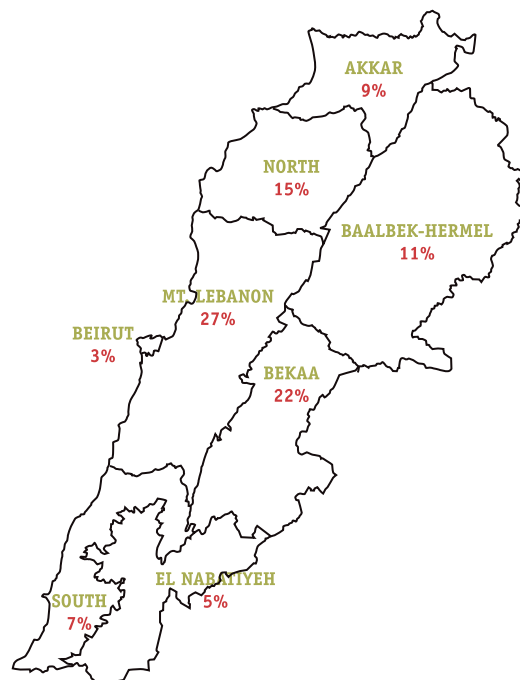 AKKAR
9%
NORTH
15%
BAALBEK-HERMEL
11%
MT. LEBANON
27%
BEIRUT
3%
BEKAA
22%
EL NABATIYEH
5%
SOUTH
7%